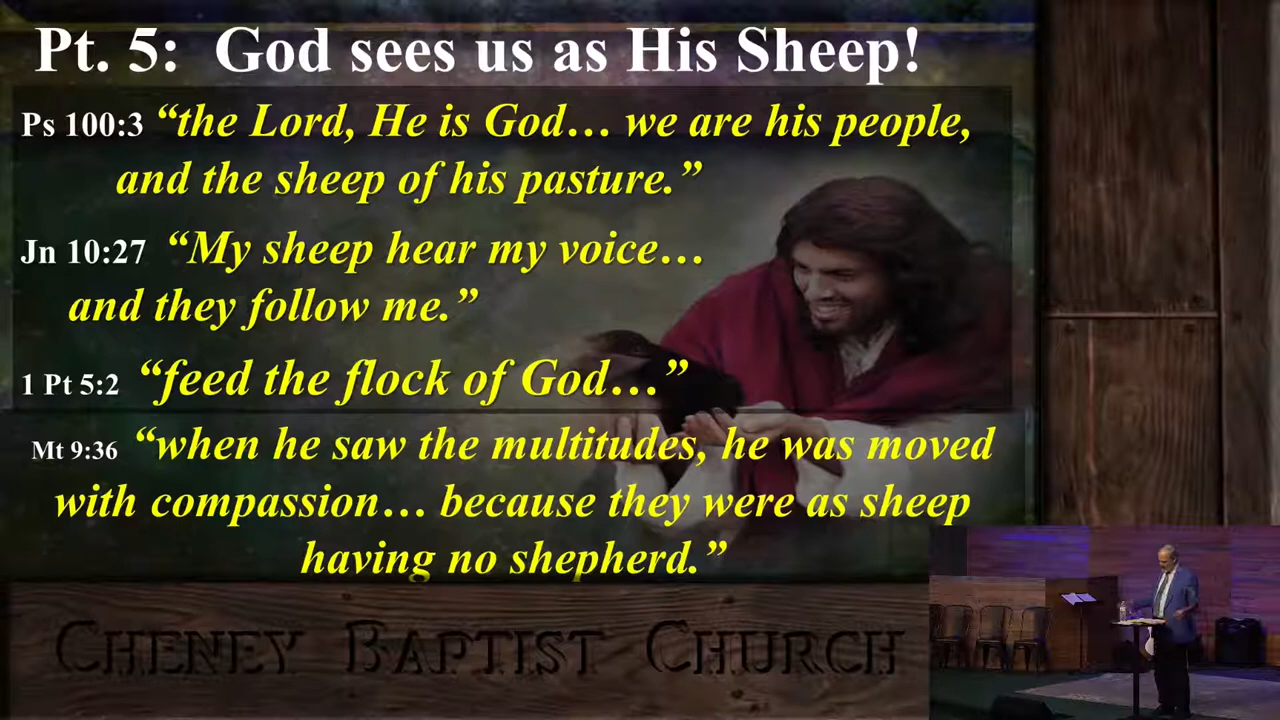 Pt. 5: God sees us as His Sheep!
Ps 100:3 “the Lord, He is God… we are his people,
and the sheep of his pasture.”
Jn 10:27 “My sheep hear my voice…
and they follow me.”
1 Pt 5:2 “feed the flock of God…”
Mt 9:36 “when he saw the multitudes, he was moved
with compassion… because they were as sheep
having no shepherd.”
CHENEY BAPTIST CHURCH